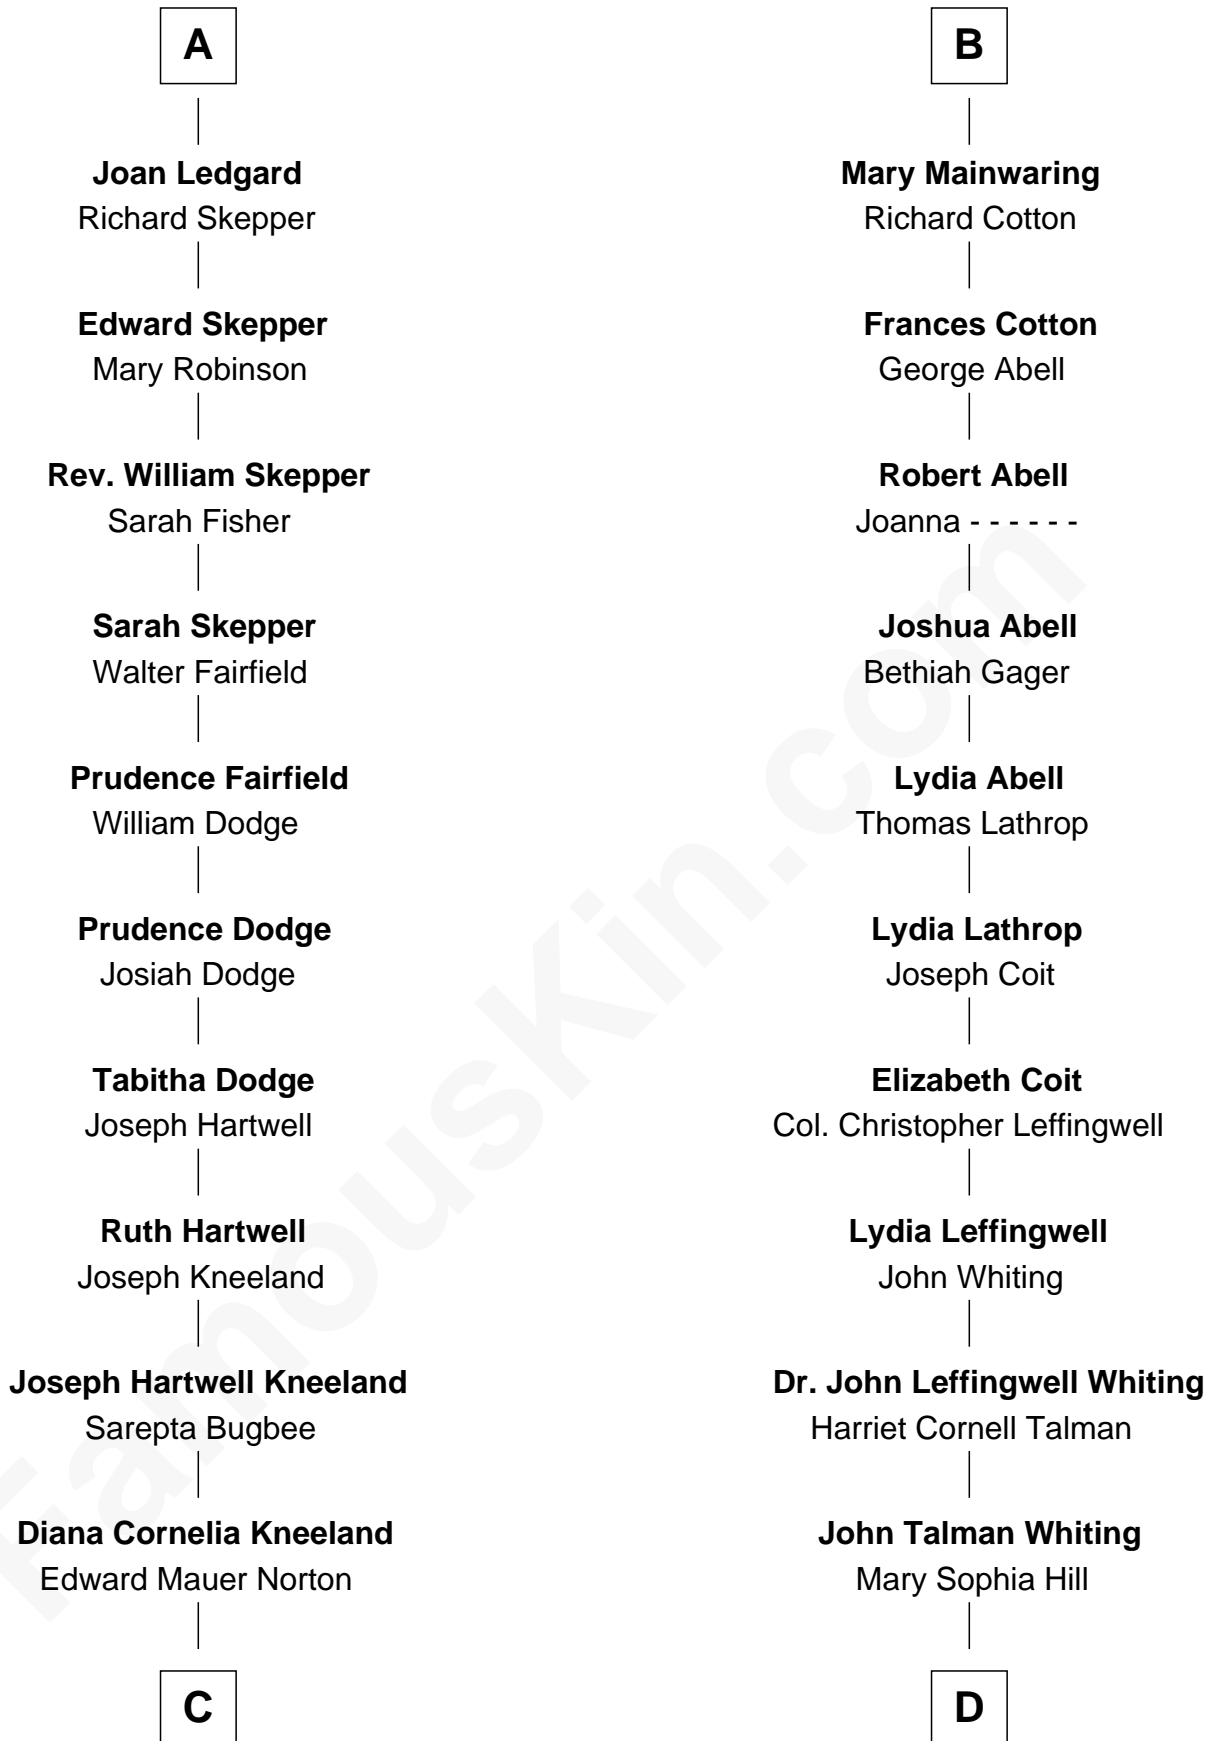 A
Joan Ledgard
Richard Skepper
Edward Skepper
Mary Robinson
Rev. William Skepper
Sarah Fisher
Sarah Skepper
Walter Fairfield
Prudence Fairfield
William Dodge
Prudence Dodge
Josiah Dodge
Tabitha Dodge
Joseph Hartwell
Ruth Hartwell
Joseph Kneeland
Joseph Hartwell Kneeland
Sarepta Bugbee
Diana Cornelia Kneeland
Edward Mauer Norton
C
B
Mary Mainwaring
Richard Cotton
Frances Cotton
George Abell
Robert Abell
Joanna - - - - - -
Joshua Abell
Bethiah Gager
Lydia Abell
Thomas Lathrop
Lydia Lathrop
Joseph Coit
Elizabeth Coit
Col. Christopher Leffingwell
Lydia Leffingwell
John Whiting
Dr. John Leffingwell Whiting
Harriet Cornell Talman
John Talman Whiting
Mary Sophia Hill
D
FamousKin.com